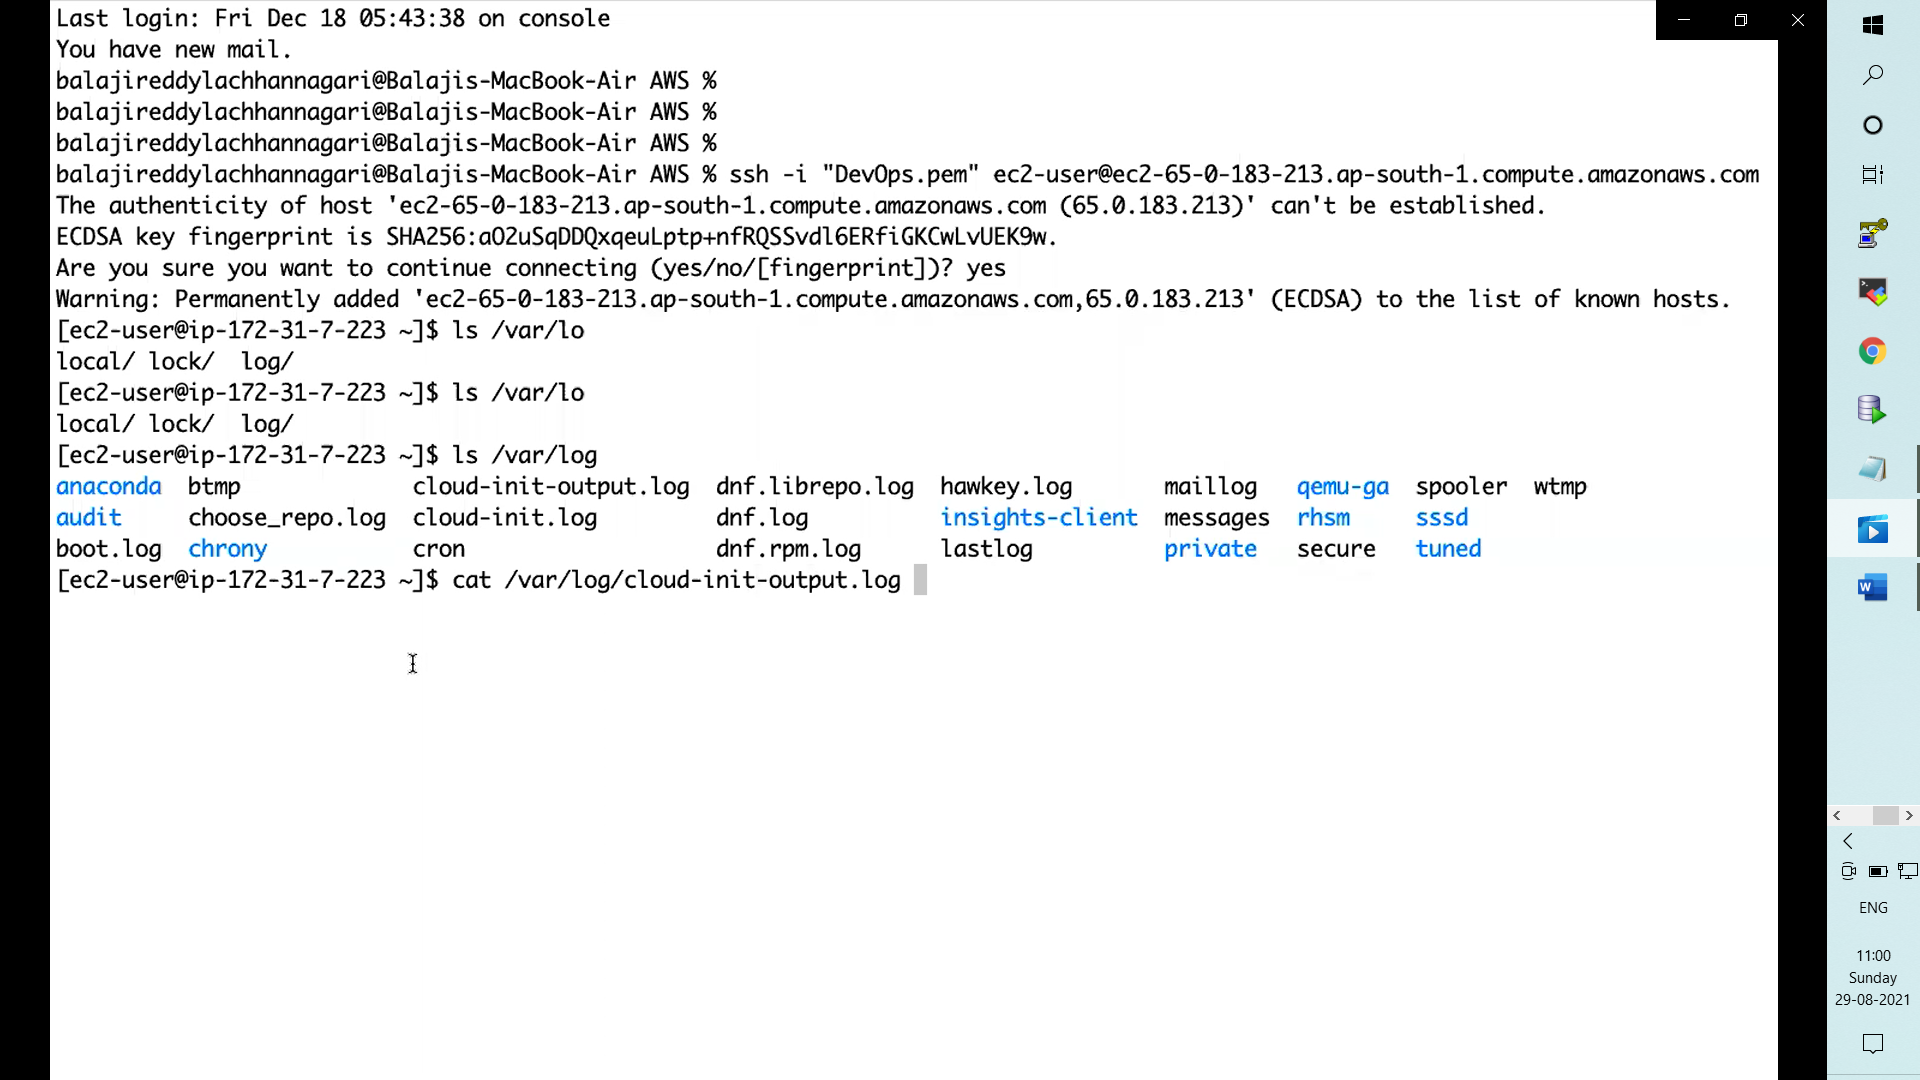 Last login: Fri Dec 18 05:43:38 on console
You have new mail.
balajireddylachhannagari@Balajis-MacBook-Air AWS %
balajireddylachhannagari@Balajis-MacBook-Air AWS %
balajireddylachhannagari@Balajis-MacBook-Air AWS %
balajireddylachhannagari@Balajis-MacBook-Air AWS % ssh -i "DevOps.pem" ec2-user@ec2-65-0-183-213.ap-south-1.compute.amazonaws.com
The authenticity of host 'ec2-65-0-183-213.ap-south-1.compute.amazonaws.com (65.0.183.213)' can't be established.
ECDSA key fingerprint is SHA256:aO2uSqDDQxqeuLptp+nfRQSSvdl6ERfiGKCwLvUEK9w.
Are you sure you want to continue connecting (yes/no/[fingerprint])? yes
Warning: Permanently added 'ec2-65-0-183-213.ap-south-1.compute.amazonaws.com,65.0.183.213' (ECDSA) to the list of known hosts.
[ec2-user@ip-172-31-7-223 ~]$ ls /var/lo
local/ lock/  log/
[ec2-user@ip-172-31-7-223 ~]$ ls /var/lo
local/ lock/  log/
[ec2-user@ip-172-31-7-223 ~]$ ls /var/log
anaconda  btmp  cloud-init-output.log  dnf.librepo.log  hawkey.log  maillog  qemu-ga  spooler  wtmp
audit  choose_repo.log  cloud-init.log  dnf.log  insights-client  messages  rhsm  sssd
boot.log  chrony  cron  dnf.rpm.log  lastlog  private  secure  tuned
[ec2-user@ip-172-31-7-223 ~]$ cat /var/log/cloud-init-output.log
ENG
11:00
Sunday
29-08-2021